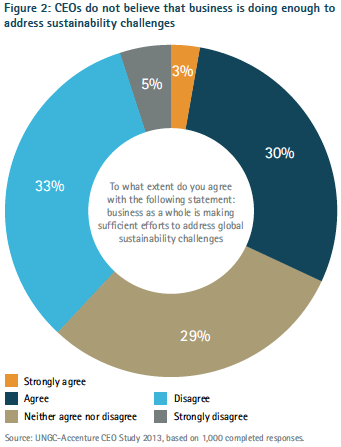 Figure 2: CEOs do not believe that business is doing enough to
address sustainability challenges
3%
5%
30%
33%
To what extent do you agree
with the following statement:
business as a whole is making
sufficient efforts to address global
sustainability challenges
29%
Strongly agree
Agree
Disagree
Neither agree nor disagree
Strongly disagree
Source: UNGC-Accenture CEO Study 2013, based on 1,000 completed responses.